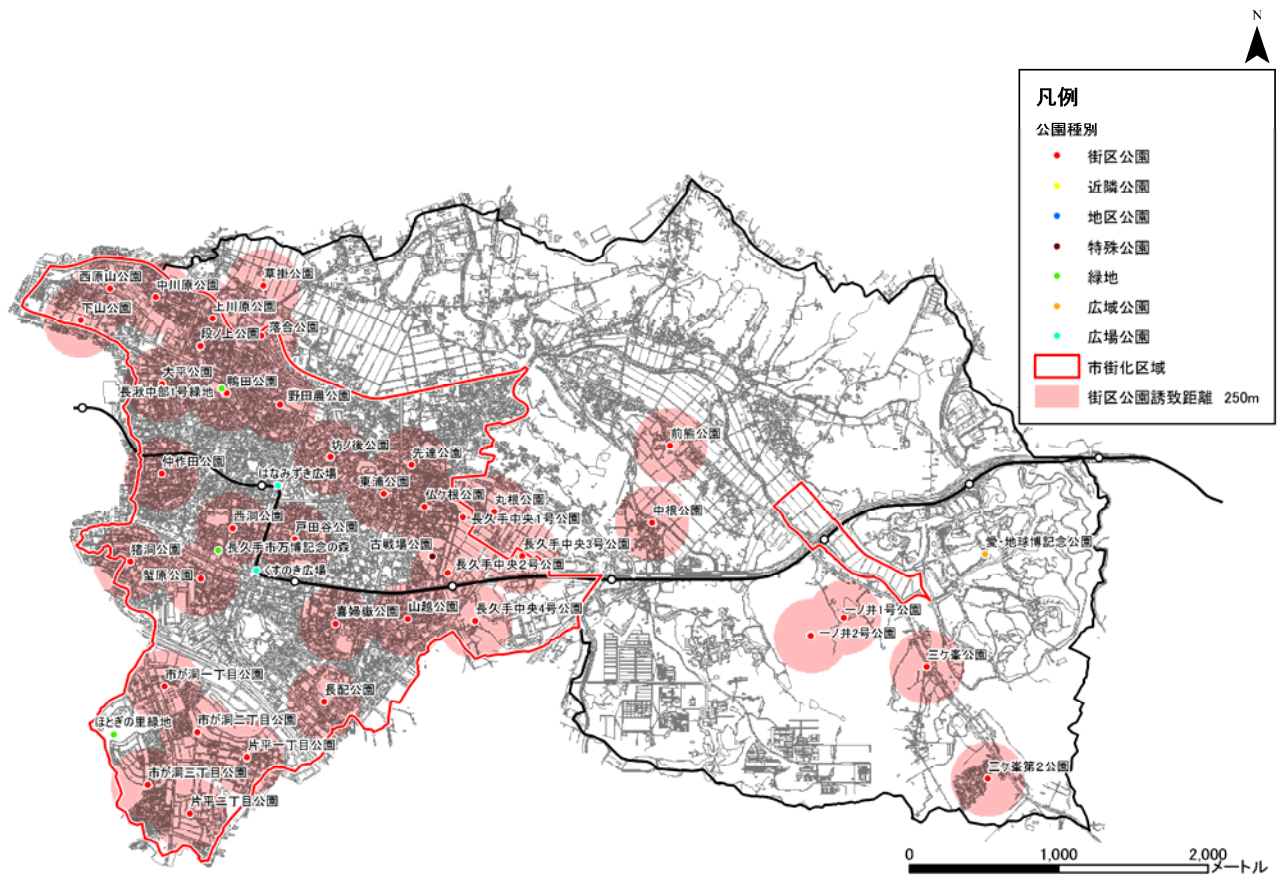 N
凡例
公園種別
街区公園
近隣公園
地区公園
特殊公園
緑地
広域公園
広場公園
市街化区域
街区公園誘致距離 250m
草掛公園
西原山公園
中川原公園
下山公園
上川原公園
落合公園
段ノ上公園
大平公園
鴨田公園
長湫中部1号緑地
野田農公園
前熊公園
坊ノ後公園
先達公園
仲作田公園
はなみずき広場
東浦公園
仏ケ根公園
丸根公園
中根公園
西洞公園
戸田谷公園
長久手中央1号公園
猪洞公園
長久手市万博記念の森
古戦場公園
長久手中央3号公園
愛・地球博記念公園
蟹原公園
くすのき広場
長久手中央2号公園
喜婦嶽公園
山越公園
長久手中央4号公園
一ノ井1号公園
一ノ井2号公園
三ケ峯公園
市が洞一丁目公園
長配公園
ほとぎの里緑地
市が洞二丁目公園
片平一丁目公園
市が洞三丁目公園
三ケ峯第2公園
片平二丁目公園
0 1,000 2,000
メートル